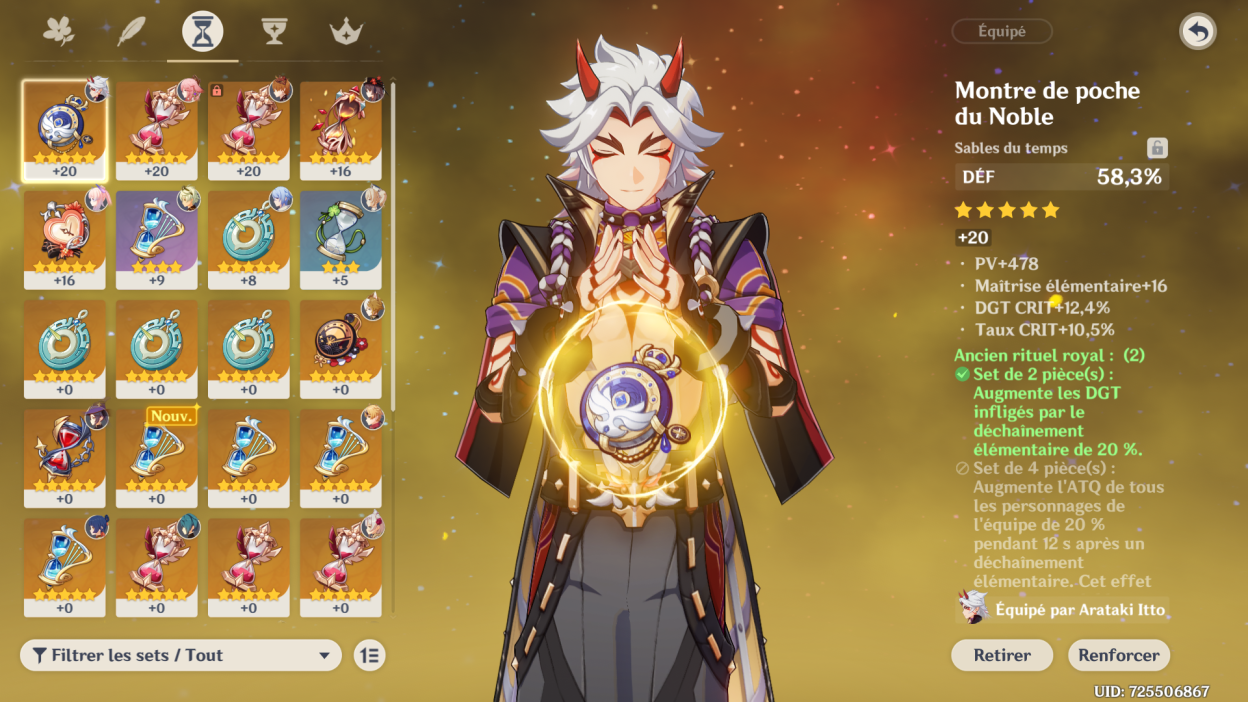 Équipé
Montre de poche
du Noble
Sables du temps
DÉF 58,3%
+20
· PV+478
· Maîtrise élémentaire+16
· DGT CRIT+12,4%
· Taux CRIT+10,5%
Ancien rituel royal : (2)
Set de 2 pièce(s) :
Augmente les DGT
infligés par le
déchaînement
élémentaire de 20 %.
Set de 4 pièce(s) :
Augmente l'ATQ de tous
les personnages de
l'équipe de 20 %
pendant 12 s après un
déchaînement
élémentaire. Cet effet
Équipé par Arataki Itto
Retirer Renforcer
UID: 725506867
+20 +20 +20 +16
+16 +9 +8 +5
+0 +0 +0 +0
Nouv.
+0 +0 +0 +0
+0 +0 +0 +0
Filtrer les sets / Tout